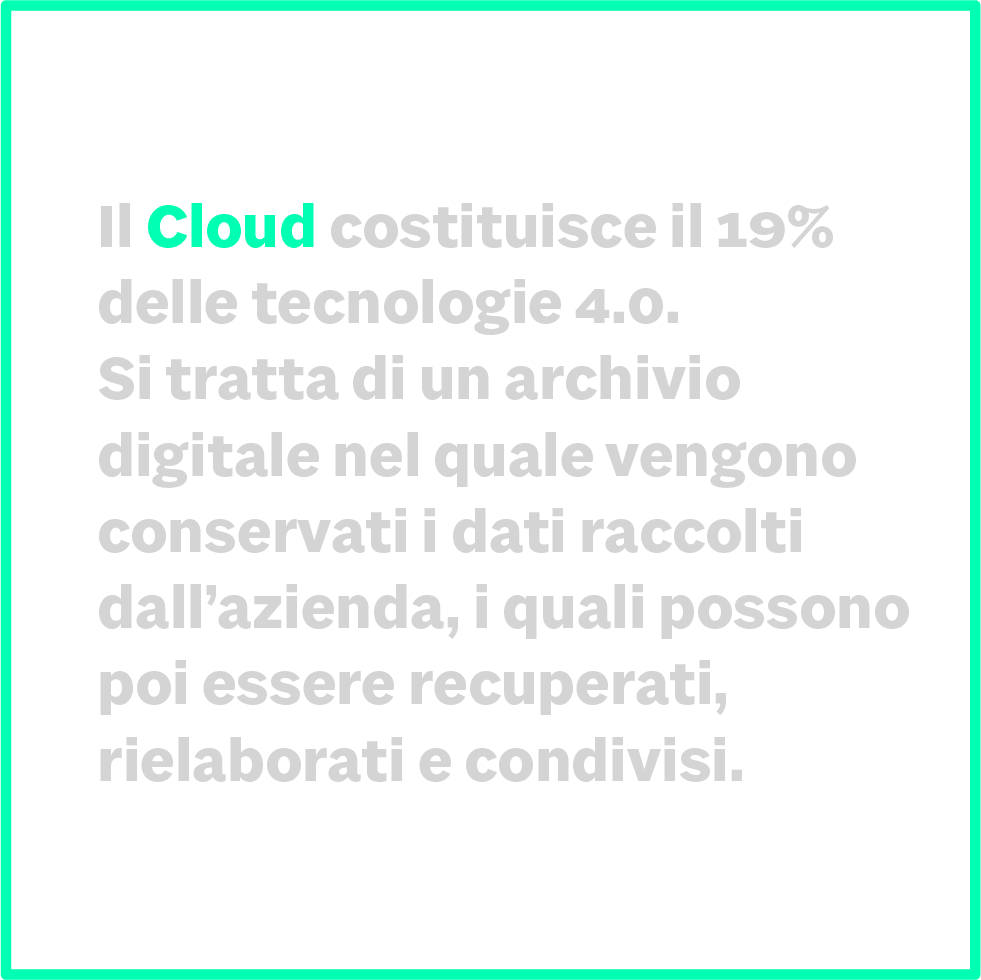 Il Cloud costituisce il 19%
delle tecnologie 4.0.
Si tratta di un archivio
digitale nel quale vengono
conservati i dati raccolti
dall’azienda, i quali possono
poi essere recuperati,
rielaborati e condivisi.